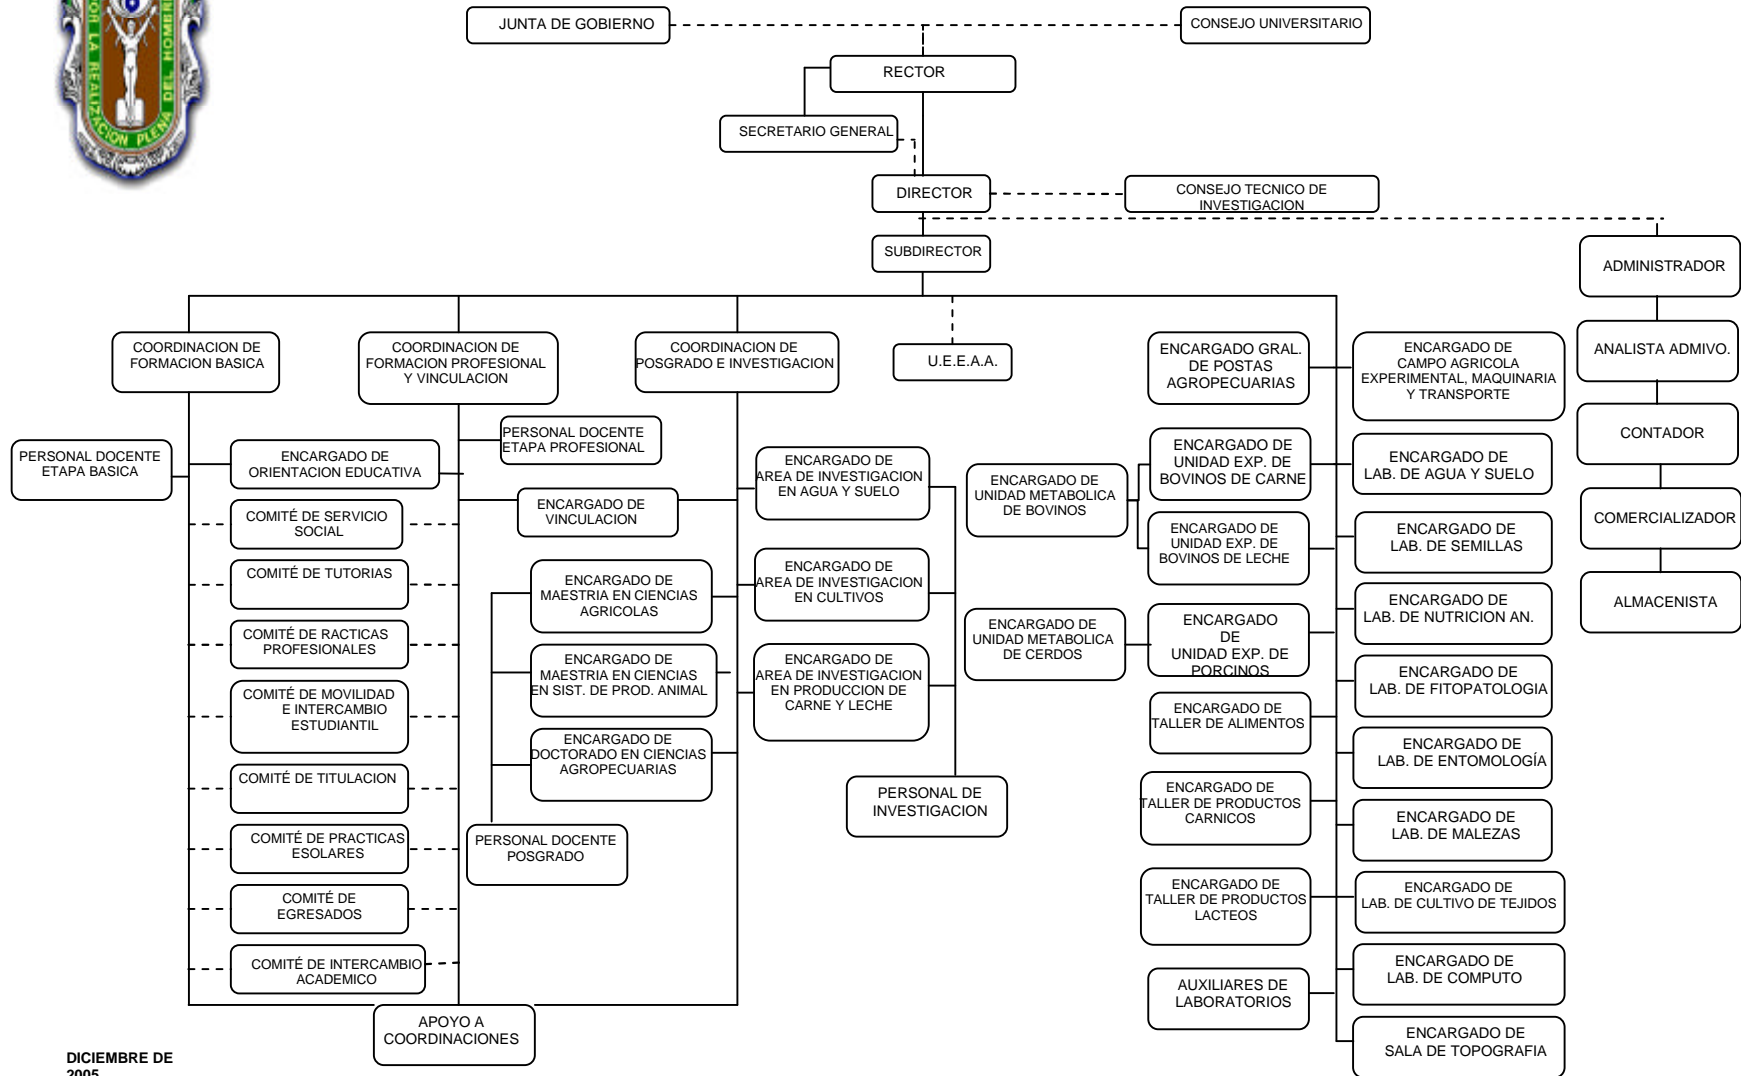 POR LA REALIZACION PLENA DEL HOMBRE
JUNTA DE GOBIERNO
CONSEJO UNIVERSITARIO
RECTOR
SECRETARIO GENERAL
DIRECTOR
CONSEJO TECNICO DE
INVESTIGACION
SUBDIRECTOR
ADMINISTRADOR
ANALISTA ADMIVO.
CONTADOR
COMERCIALIZADOR
ALMACENISTA
COORDINACION DE
FORMACION BASICA
COORDINACION DE
FORMACION PROFESIONAL
Y VINCULACION
COORDINACION DE
POSGRADO E INVESTIGACION
U.E.E.A.A.
PERSONAL DOCENTE
ETAPA BASICA
ENCARGADO DE
ORIENTACION EDUCATIVA
COMITÉ DE SERVICIO
SOCIAL
COMITÉ DE TUTORIAS
COMITÉ DE RACTICAS
PROFESIONALES
COMITÉ DE MOVILIDAD
E INTERCAMBIO
ESTUDIANTIL
COMITÉ DE TITULACION
COMITÉ DE PRACTICAS
ESOLARES
COMITÉ DE
EGRESADOS
COMITÉ DE INTERCAMBIO
ACADEMICO
APOYO A
COORDINACIONES
PERSONAL DOCENTE
ETAPA PROFESIONAL
ENCARGADO DE
VINCULACION
ENCARGADO DE
MAESTRIA EN CIENCIAS
AGRICOLAS
ENCARGADO DE
MAESTRIA EN CIENCIAS
EN SIST. DE PROD. ANIMAL
ENCARGADO DE
DOCTORADO EN CIENCIAS
AGROPECUARIAS
PERSONAL DOCENTE
POSGRADO
ENCARGADO DE
AREA DE INVESTIGACION
EN AGUA Y SUELO
ENCARGADO DE
AREA DE INVESTIGACION
EN CULTIVOS
ENCARGADO DE
AREA DE INVESTIGACION
EN PRODUCCION DE
CARNE Y LECHE
PERSONAL DE
INVESTIGACION
ENCARGADO DE
UNIDAD METABOLICA
DE BOVINOS
ENCARGADO DE
UNIDAD METABOLICA
DE CERDOS
ENCARGADO GRAL.
DE POSTAS
AGROPECUARIAS
ENCARGADO DE
UNIDAD EXP. DE
BOVINOS DE CARNE
ENCARGADO DE
UNIDAD EXP. DE
BOVINOS DE LECHE
ENCARGADO
DE
UNIDAD EXP. DE
PORCINOS
ENCARGADO DE
TALLER DE ALIMENTOS
ENCARGADO DE
TALLER DE PRODUCTOS
CARNICOS
ENCARGADO DE
TALLER DE PRODUCTOS
LACTEOS
AUXILIARES DE
LABORATORIOS
ENCARGADO DE
CAMPO AGRICOLA
EXPERIMENTAL, MAQUINARIA
Y TRANSPORTE
ENCARGADO DE
LAB. DE AGUA Y SUELO
ENCARGADO DE
LAB. DE SEMILLAS
ENCARGADO DE
LAB. DE NUTRICION AN.
ENCARGADO DE
LAB. DE FITOPATOLOGIA
ENCARGADO DE
LAB. DE ENTOMOLOGÍA
ENCARGADO DE
LAB. DE MALEZAS
ENCARGADO DE
LAB. DE CULTIVO DE TEJIDOS
ENCARGADO DE
LAB. DE COMPUTO
ENCARGADO DE
SALA DE TOPOGRAFIA
DICIEMBRE DE
2005